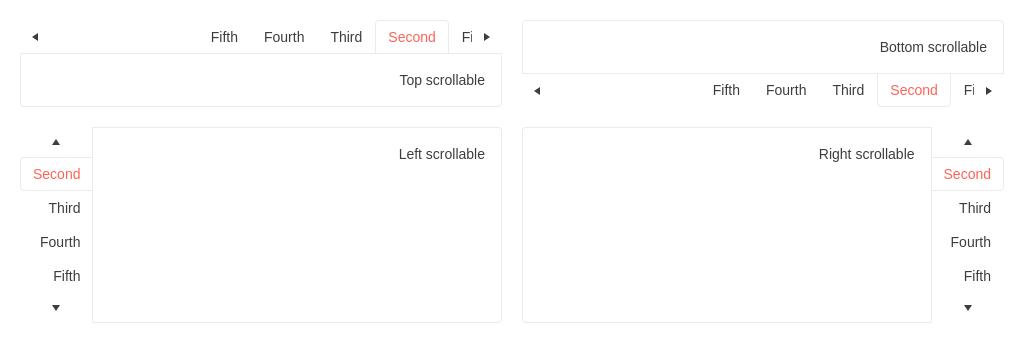 Fifth Fourth Third Second Fi
Top scrollable
Bottom scrollable
Fifth Fourth Third Second Fi
Second
Third
Fourth
Fifth
Left scrollable
Right scrollable
Second
Third
Fourth
Fifth